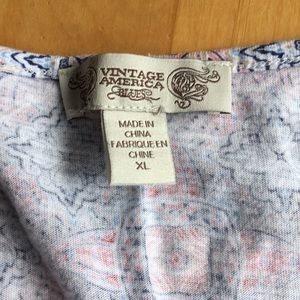 VINTAGE
AMERICA
BLUES
MADE IN
CHINA
FABRIQUE EN
CHINE
XL